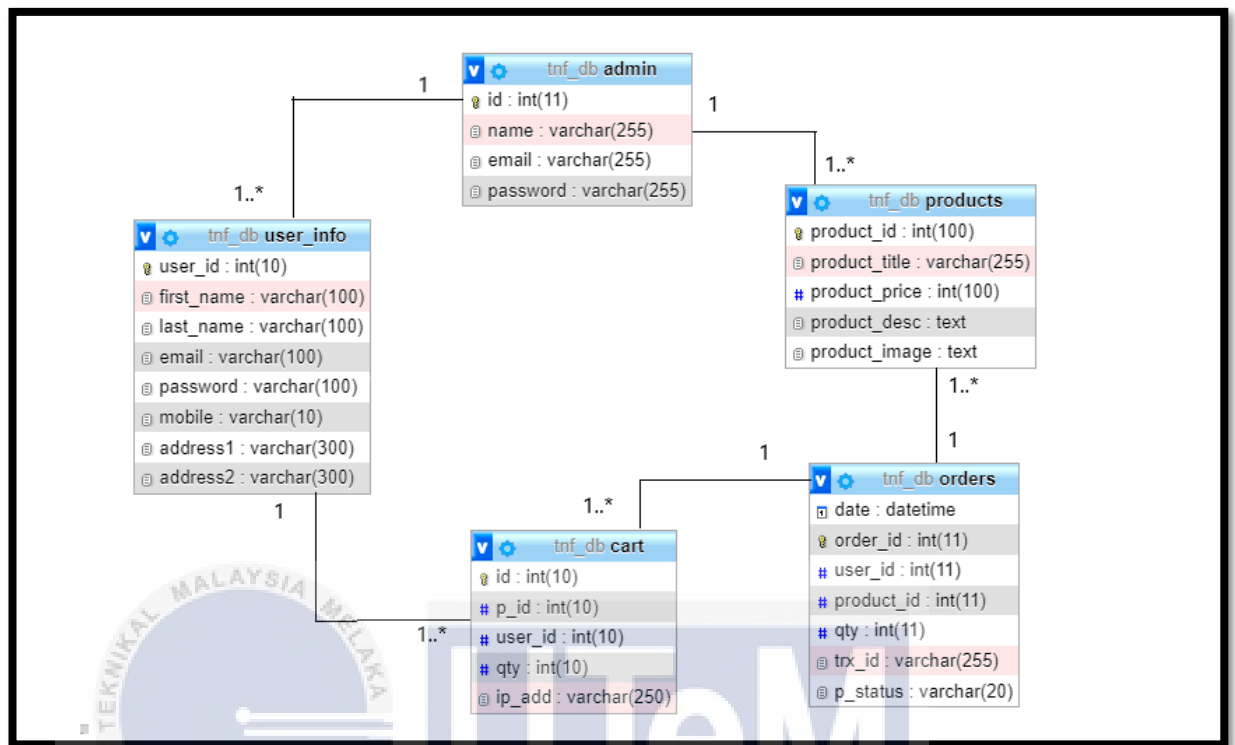 tnf_db admin
id : int(11)
name : varchar(255)
email : varchar(255)
password : varchar(255)
1
1
1..*
1..*
tnf_db user_info
user_id : int(10)
first_name : varchar(100)
last_name : varchar(100)
email : varchar(100)
password : varchar(100)
mobile : varchar(10)
address1 : varchar(300)
address2 : varchar(300)
tnf_db products
product_id : int(100)
product_title : varchar(255)
product_price : int(100)
product_desc : text
product_image : text
1..*
1
1
1..*
1
1..*
tnf_db cart
id : int(10)
p_id : int(10)
user_id : int(10)
qty : int(10)
ip_add : varchar(250)
tnf_db orders
date : datetime
order_id : int(11)
user_id : int(11)
product_id : int(11)
qty : int(11)
trx_id : varchar(255)
p_status : varchar(20)
TEKNIKAL MALAYSIA MELAKA
UTeM